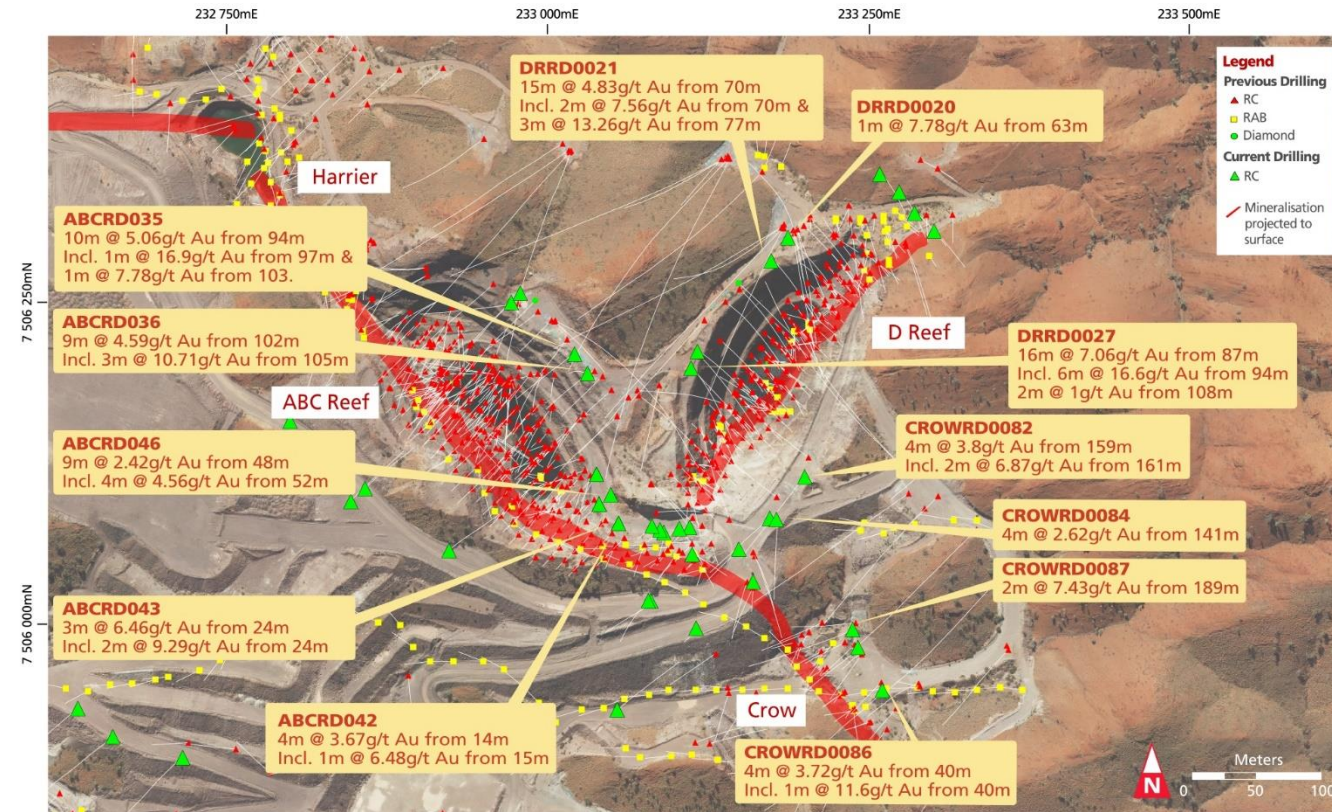 232 750mE
233 000mE
233 250mE
233 500mE
7 506 250mN
7 506 000mN
DRRD0021
15m @ 4.83g/t Au from 70m
Incl. 2m @ 7.56g/t Au from 70m &
3m @ 13.26g/t Au from 77m
DRRD0020
1m @ 7.78g/t Au from 63m
Legend
Previous Drilling
RC
RAB
Diamond
Current Drilling
RC
Mineralisation
projected to
surface
Harrier
ABCRD035
10m @ 5.06g/t Au from 94m
Incl. 1m @ 16.9g/t Au from 97m &
1m @ 7.78g/t Au from 103.
ABCRD036
9m @ 4.59g/t Au from 102m
Incl. 3m @ 10.71g/t Au from 105m
D Reef
DRRD0027
16m @ 7.06g/t Au from 87m
Incl. 6m @ 16.6g/t Au from 94m
2m @ 1g/t Au from 108m
ABC Reef
ABCRD046
9m @ 2.42g/t Au from 48m
Incl. 4m @ 4.56g/t Au from 52m
CROWRD0082
4m @ 3.8g/t Au from 159m
Incl. 2m @ 6.87g/t Au from 161m
CROWRD0084
4m @ 2.62g/t Au from 141m
CROWRD0087
2m @ 7.43g/t Au from 189m
ABCRD043
3m @ 6.46g/t Au from 24m
Incl. 2m @ 9.29g/t Au from 24m
ABCRD042
4m @ 3.67g/t Au from 14m
Incl. 1m @ 6.48g/t Au from 15m
Crow
CROWRD0086
4m @ 3.72g/t Au from 40m
Incl. 1m @ 11.6g/t Au from 40m
N
Meters
0 50 100